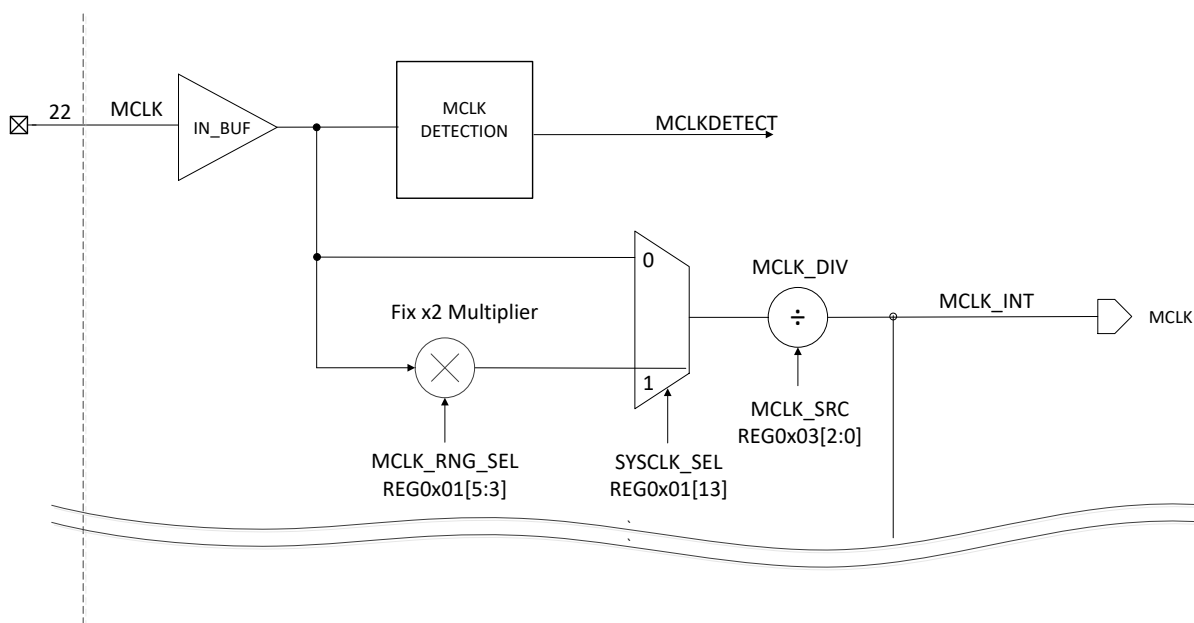 22
MCLK
IN_BUF
MCLK
DETECTION
MCLKDETECT
0
MCLK_DIV
÷
MCLK_INT
MCLK
Fix x2 Multiplier
1
MCLK_SRC
REG0x03[2:0]
MCLK_RNG_SEL
REG0x01[5:3]
SYSCLK_SEL
REG0x01[13]